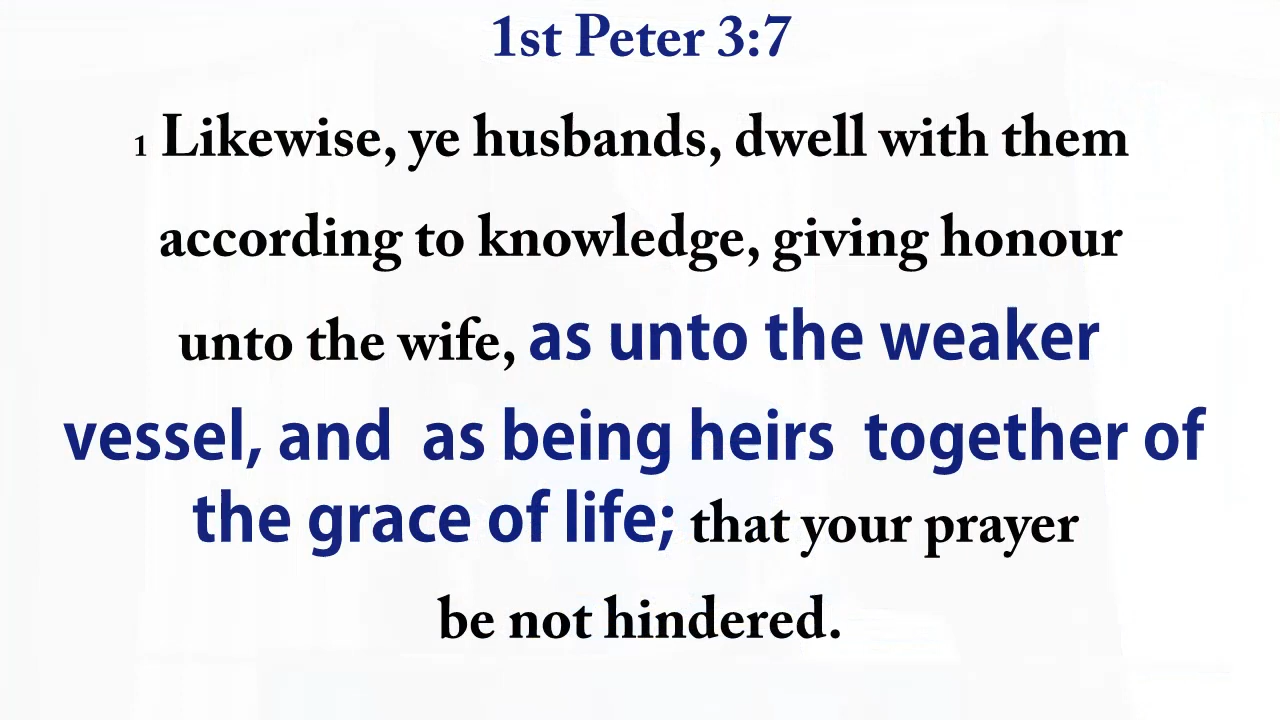 1st Peter 3:7
1 Likewise, ye husbands, dwell with them
according to knowledge, giving honour
unto the wife, as unto the weaker
vessel, and as being heirs together of
the grace of life; that your prayer
be not hindered.